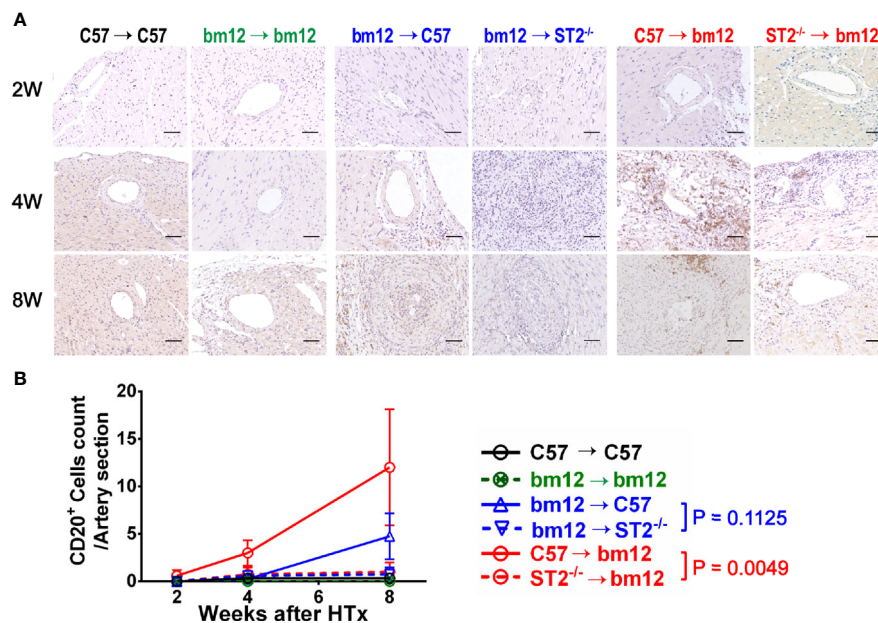 A
C57 → C57 bm12 → bm12 bm12 → C57 bm12 → ST2⁻/⁻ C57 → bm12 ST2⁻/⁻ → bm12
2W
4W
8W
B
CD20⁺ Cells count
/Artery section
20
15
10
5
0
2 4 6 8
Weeks after HTx
C57 → C57
bm12 → bm12
bm12 → C57
bm12 → ST2⁻/⁻
P = 0.1125
C57 → bm12
ST2⁻/⁻ → bm12
P = 0.0049